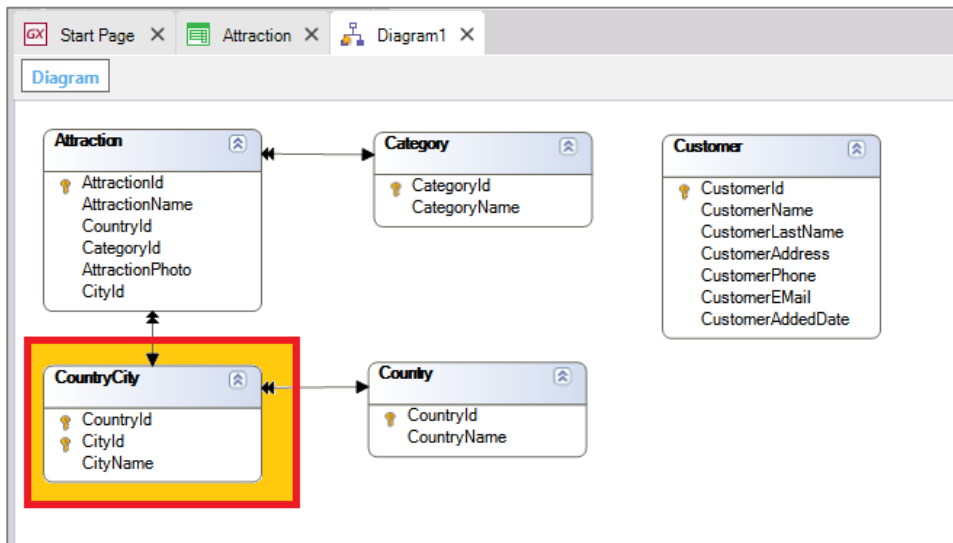 GX Start Page Attraction Diagram1
Diagram
Attraction
AttractionId
AttractionName
CountryId
CategoryId
AttractionPhoto
CityId
Category
CategoryId
CategoryName
Customer
CustomerId
CustomerName
CustomerLastName
CustomerAddress
CustomerPhone
CustomerEMail
CustomerAddedDate
CountryCity
CountryId
CityId
CityName
Country
CountryId
CountryName